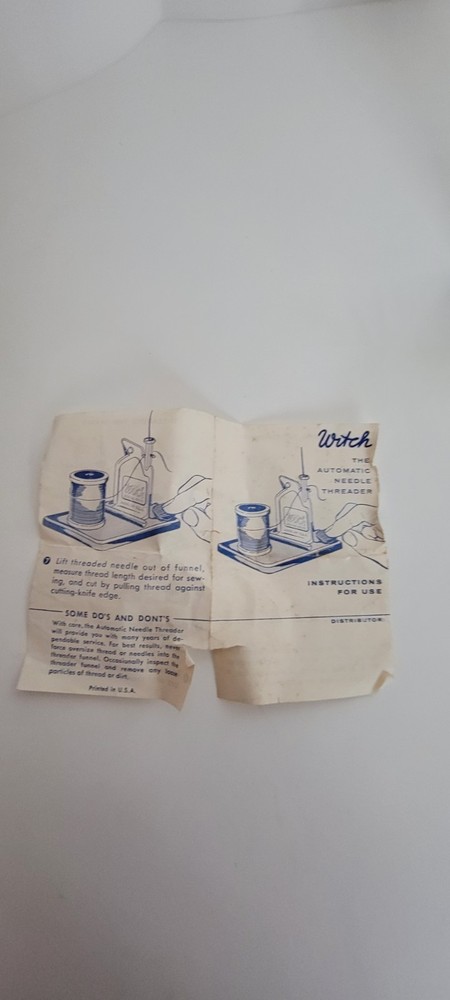 7 Lift threaded needle out of funnel,
measure thread length desired for sew-
ing, and cut by pulling thread against
cutting-knife edge.
SOME DO'S AND DONT'S
With care, the Automatic Needle Threader
will provide you with many years of de-
pendable service. For best results, never
force oversize thread or needles into the
threader funnel. Occasionally inspect the
threader funnel and remove any loose
particles of thread or dirt.
Printed in U.S.A.
Witch
THE
AUTOMATIC
NEEDLE
THREADER
INSTRUCTIONS
FOR USE
DISTRIBUTOR: